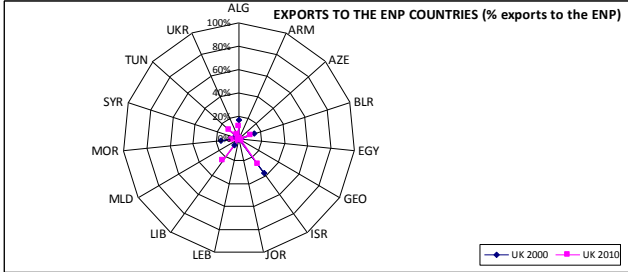 EXPORTS TO THE ENP COUNTRIES (% exports to the ENP)
ALG
ARM
AZE
BLR
EGY
GEO
ISR
JOR
LEB
LIB
MLD
MOR
SYR
TUN
UKR
100%
80%
60%
40%
20%
UK 2000
UK 2010